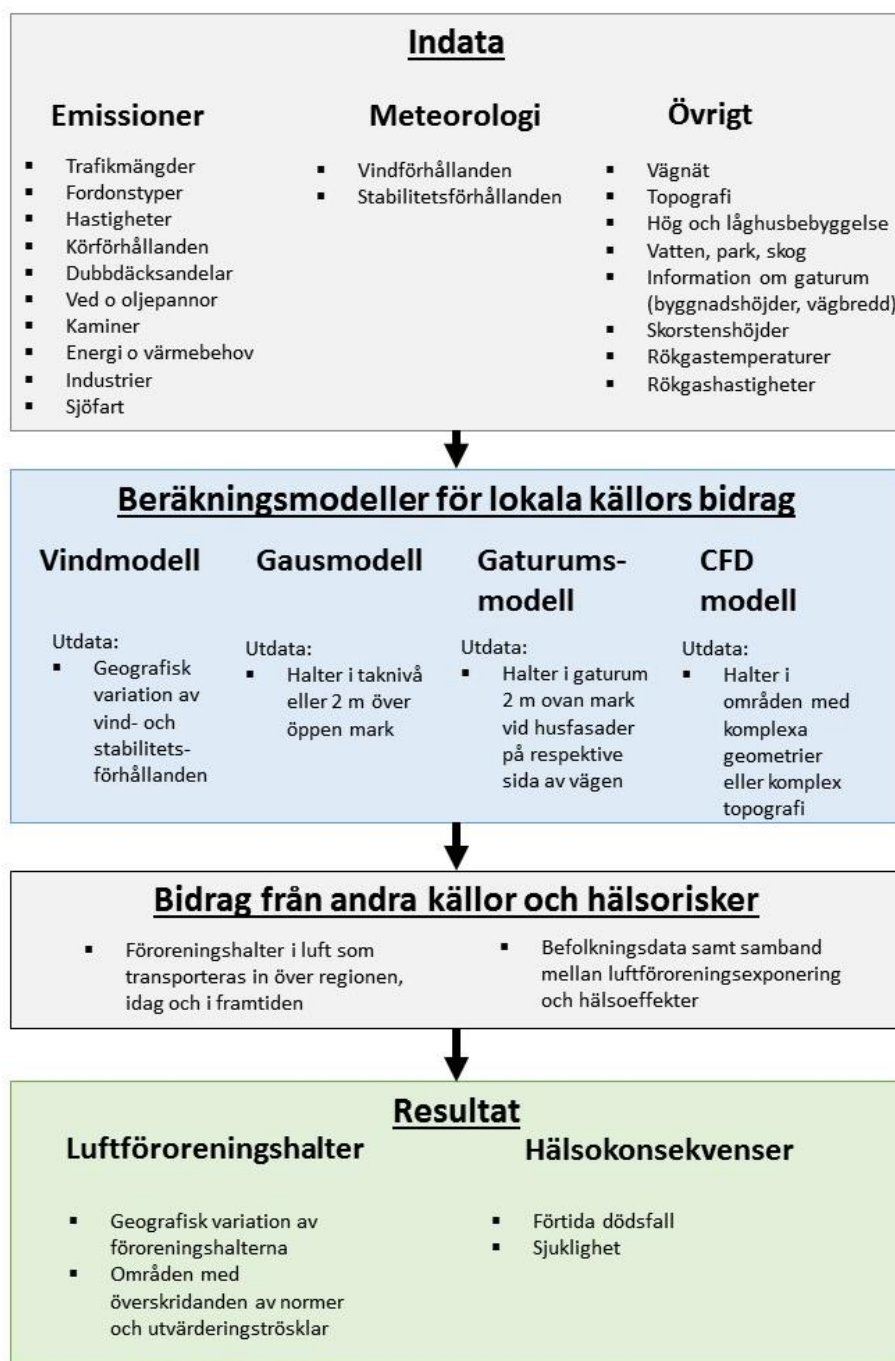 Indata
Emissioner
▪ Trafikmängder
▪ Fordonstyper
▪ Hastigheter
▪ Körförhållanden
▪ Dubbdäcksandelar
▪ Ved o oljepannor
▪ Kaminer
▪ Energi o värmebehov
▪ Industrier
▪ Sjöfart
Meteorologi
▪ Vindförhållanden
▪ Stabilitetsförhållanden
Övrigt
▪ Vägnät
▪ Topografi
▪ Hög och låghusbebyggelse
▪ Vatten, park, skog
▪ Information om gaturum
(byggnadshöjder, vägbredd)
▪ Skorstenshöjder
▪ Rökgastemperaturer
▪ Rökgashastigheter
Beräkningsmodeller för lokala källors bidrag
Vindmodell
Utdata:
▪ Geografisk
variation av
vind- och
stabilitets-
förhållanden
Gausmodell
Utdata:
▪ Halter i taknivå
eller 2 m över
öppen mark
Gaturums-
modell
Utdata:
▪ Halter i gaturum
2 m ovan mark
vid husfasader
på respektive
sida av vägen
CFD
modell
Utdata:
▪ Halter i
områden med
komplexa
geometrier
eller komplex
topografi
Bidrag från andra källor och hälsorisker
▪ Föroreningshalter i luft som
transporteras in över regionen,
idag och i framtiden
▪ Befolkningsdata samt samband
mellan luftföroreningsexponering
och hälsoeffekter
Resultat
Luftföroreningshalter
▪ Geografisk variation av
föroreningshalterna
▪ Områden med
överskridanden av normer
och utvärderingströsklar
Hälsokonsekvenser
▪ Förtida dödsfall
▪ Sjuklighet